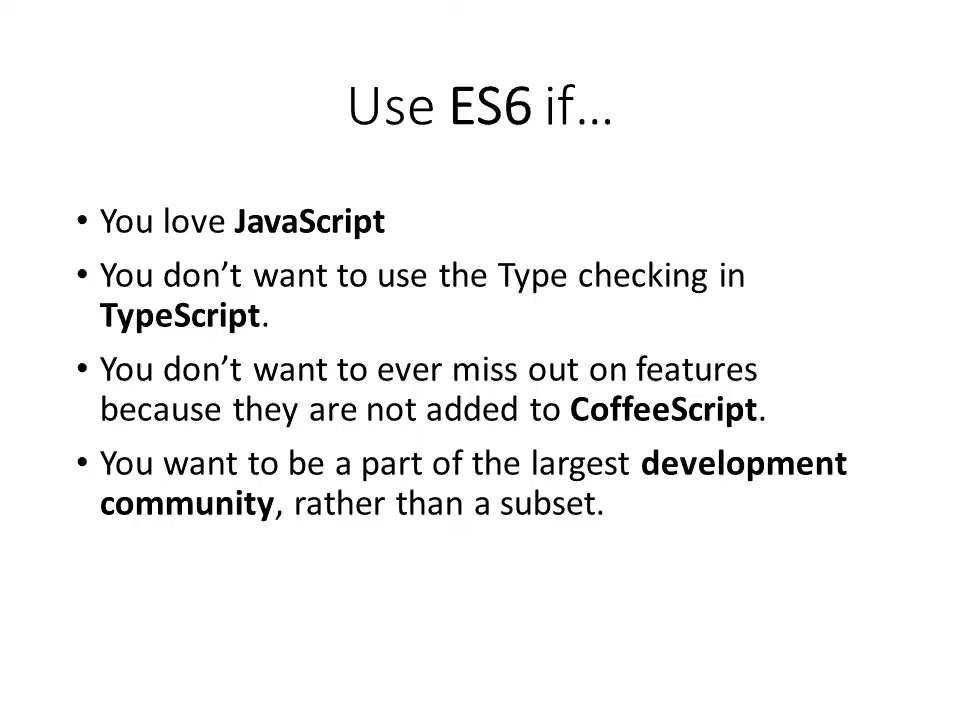 Use ES6 if…
• You love JavaScript
• You don’t want to use the Type checking in
TypeScript.
• You don’t want to ever miss out on features
because they are not added to CoffeeScript.
• You want to be a part of the largest development
community, rather than a subset.